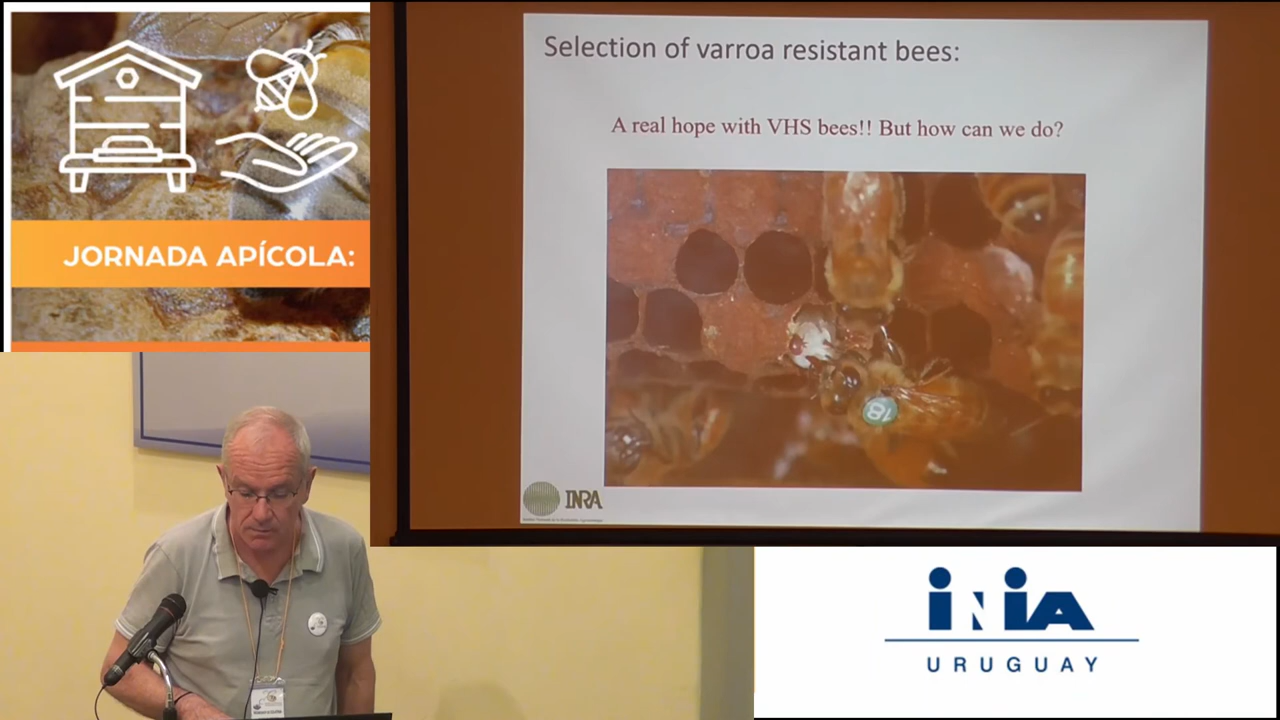 JORNADA APÍCOLA:
Selection of varroa resistant bees:
A real hope with VHS bees!! But how can we do?
18
INRA
INIA
URUGUAY